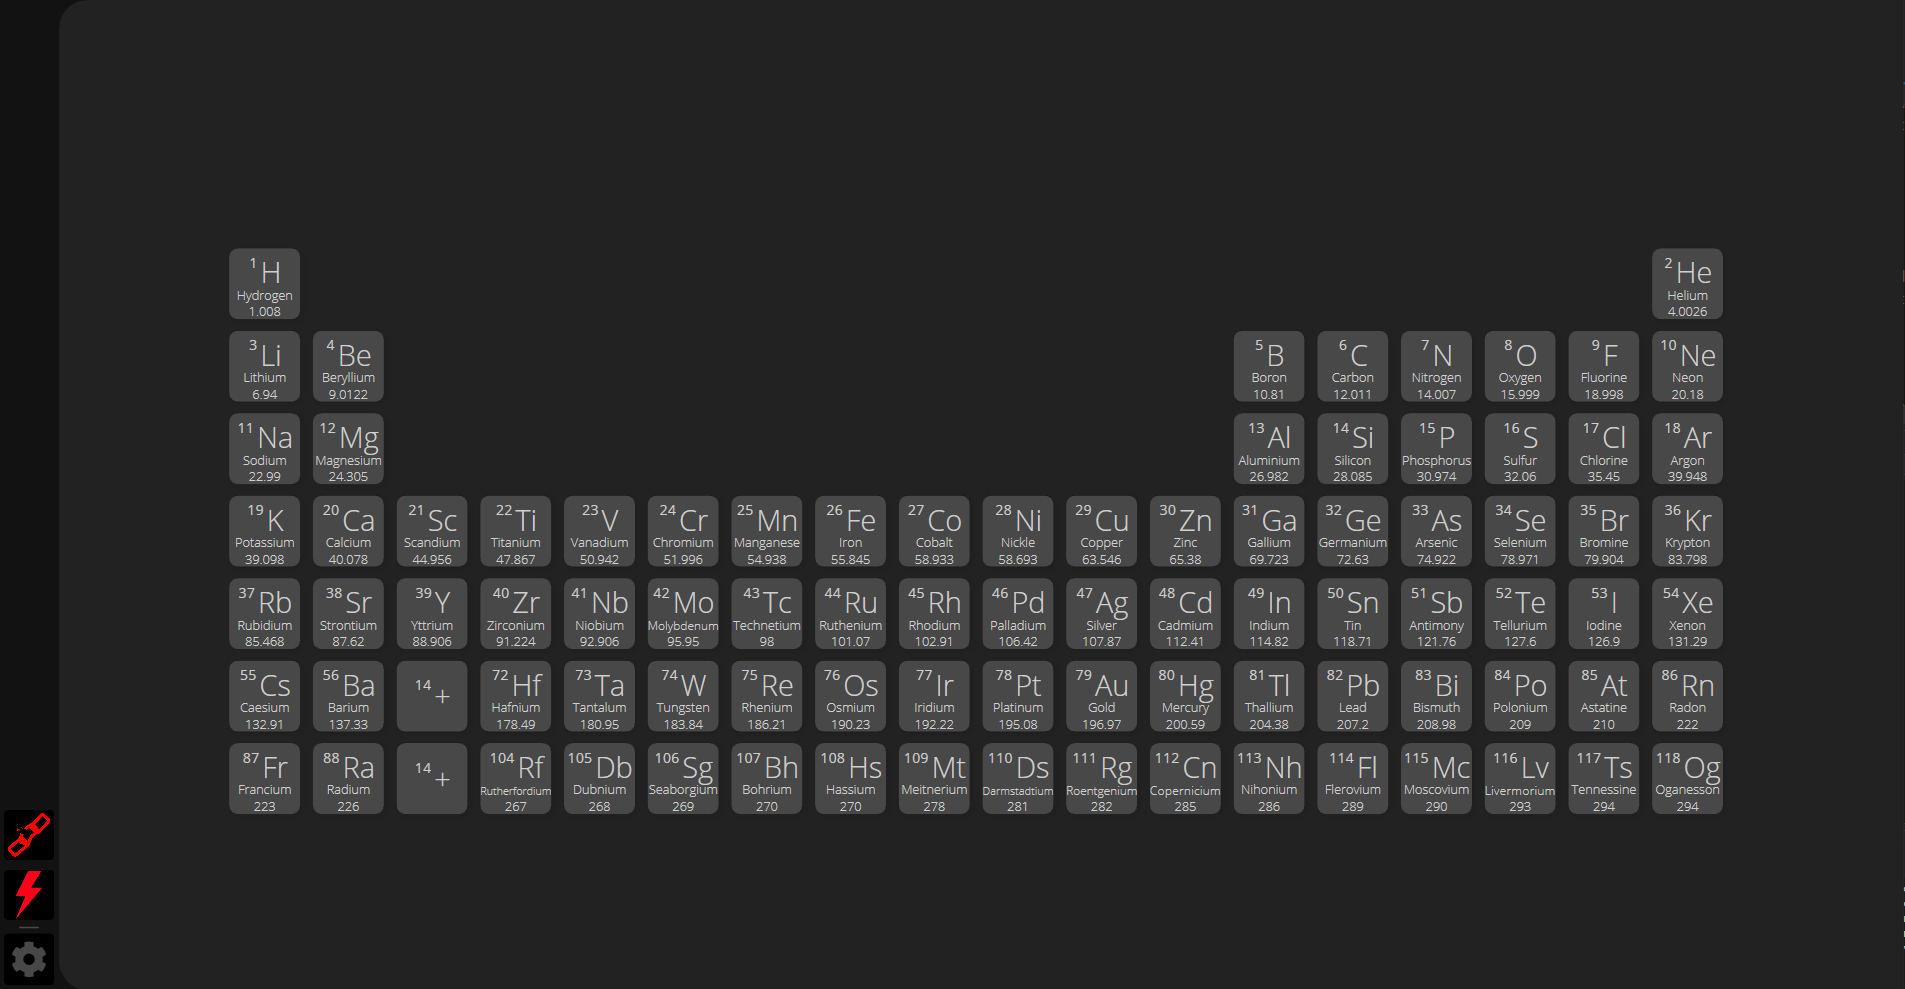 1 H
Hydrogen
1.008
2 He
Helium
4.0026
3 Li
Lithium
6.94
4 Be
Beryllium
9.0122
5 B
Boron
10.81
6 C
Carbon
12.011
7 N
Nitrogen
14.007
8 O
Oxygen
15.999
9 F
Fluorine
18.998
10 Ne
Neon
20.18
11 Na
Sodium
22.99
12 Mg
Magnesium
24.305
13 Al
Aluminium
26.982
14 Si
Silicon
28.085
15 P
Phosphorus
30.974
16 S
Sulfur
32.06
17 Cl
Chlorine
35.45
18 Ar
Argon
39.948
19 K
Potassium
39.098
20 Ca
Calcium
40.078
21 Sc
Scandium
44.956
22 Ti
Titanium
47.867
23 V
Vanadium
50.942
24 Cr
Chromium
51.996
25 Mn
Manganese
54.938
26 Fe
Iron
55.845
27 Co
Cobalt
58.933
28 Ni
Nickle
58.693
29 Cu
Copper
63.546
30 Zn
Zinc
65.38
31 Ga
Gallium
69.723
32 Ge
Germanium
72.63
33 As
Arsenic
74.922
34 Se
Selenium
78.971
35 Br
Bromine
79.904
36 Kr
Krypton
83.798
37 Rb
Rubidium
85.468
38 Sr
Strontium
87.62
39 Y
Yttrium
88.906
40 Zr
Zirconium
91.224
41 Nb
Niobium
92.906
42 Mo
Molybdenum
95.95
43 Tc
Technetium
98
44 Ru
Ruthenium
101.07
45 Rh
Rhodium
102.91
46 Pd
Palladium
106.42
47 Ag
Silver
107.87
48 Cd
Cadmium
112.41
49 In
Indium
114.82
50 Sn
Tin
118.71
51 Sb
Antimony
121.76
52 Te
Tellurium
127.6
53 I
Iodine
126.9
54 Xe
Xenon
131.29
55 Cs
Caesium
132.91
56 Ba
Barium
137.33
14 +
72 Hf
Hafnium
178.49
73 Ta
Tantalum
180.95
74 W
Tungsten
183.84
75 Re
Rhenium
186.21
76 Os
Osmium
190.23
77 Ir
Iridium
192.22
78 Pt
Platinum
195.08
79 Au
Gold
196.97
80 Hg
Mercury
200.59
81 Tl
Thallium
204.38
82 Pb
Lead
207.2
83 Bi
Bismuth
208.98
84 Po
Polonium
209
85 At
Astatine
210
86 Rn
Radon
222
87 Fr
Francium
223
88 Ra
Radium
226
14 +
104 Rf
Rutherfordium
267
105 Db
Dubnium
268
106 Sg
Seaborgium
269
107 Bh
Bohrium
270
108 Hs
Hassium
270
109 Mt
Meitnerium
278
110 Ds
Darmstadtium
281
111 Rg
Roentgenium
282
112 Cn
Copernicium
285
113 Nh
Nihonium
286
114 Fl
Flerovium
289
115 Mc
Moscovium
290
116 Lv
Livermorium
293
117 Ts
Tennessine
294
118 Og
Oganesson
294